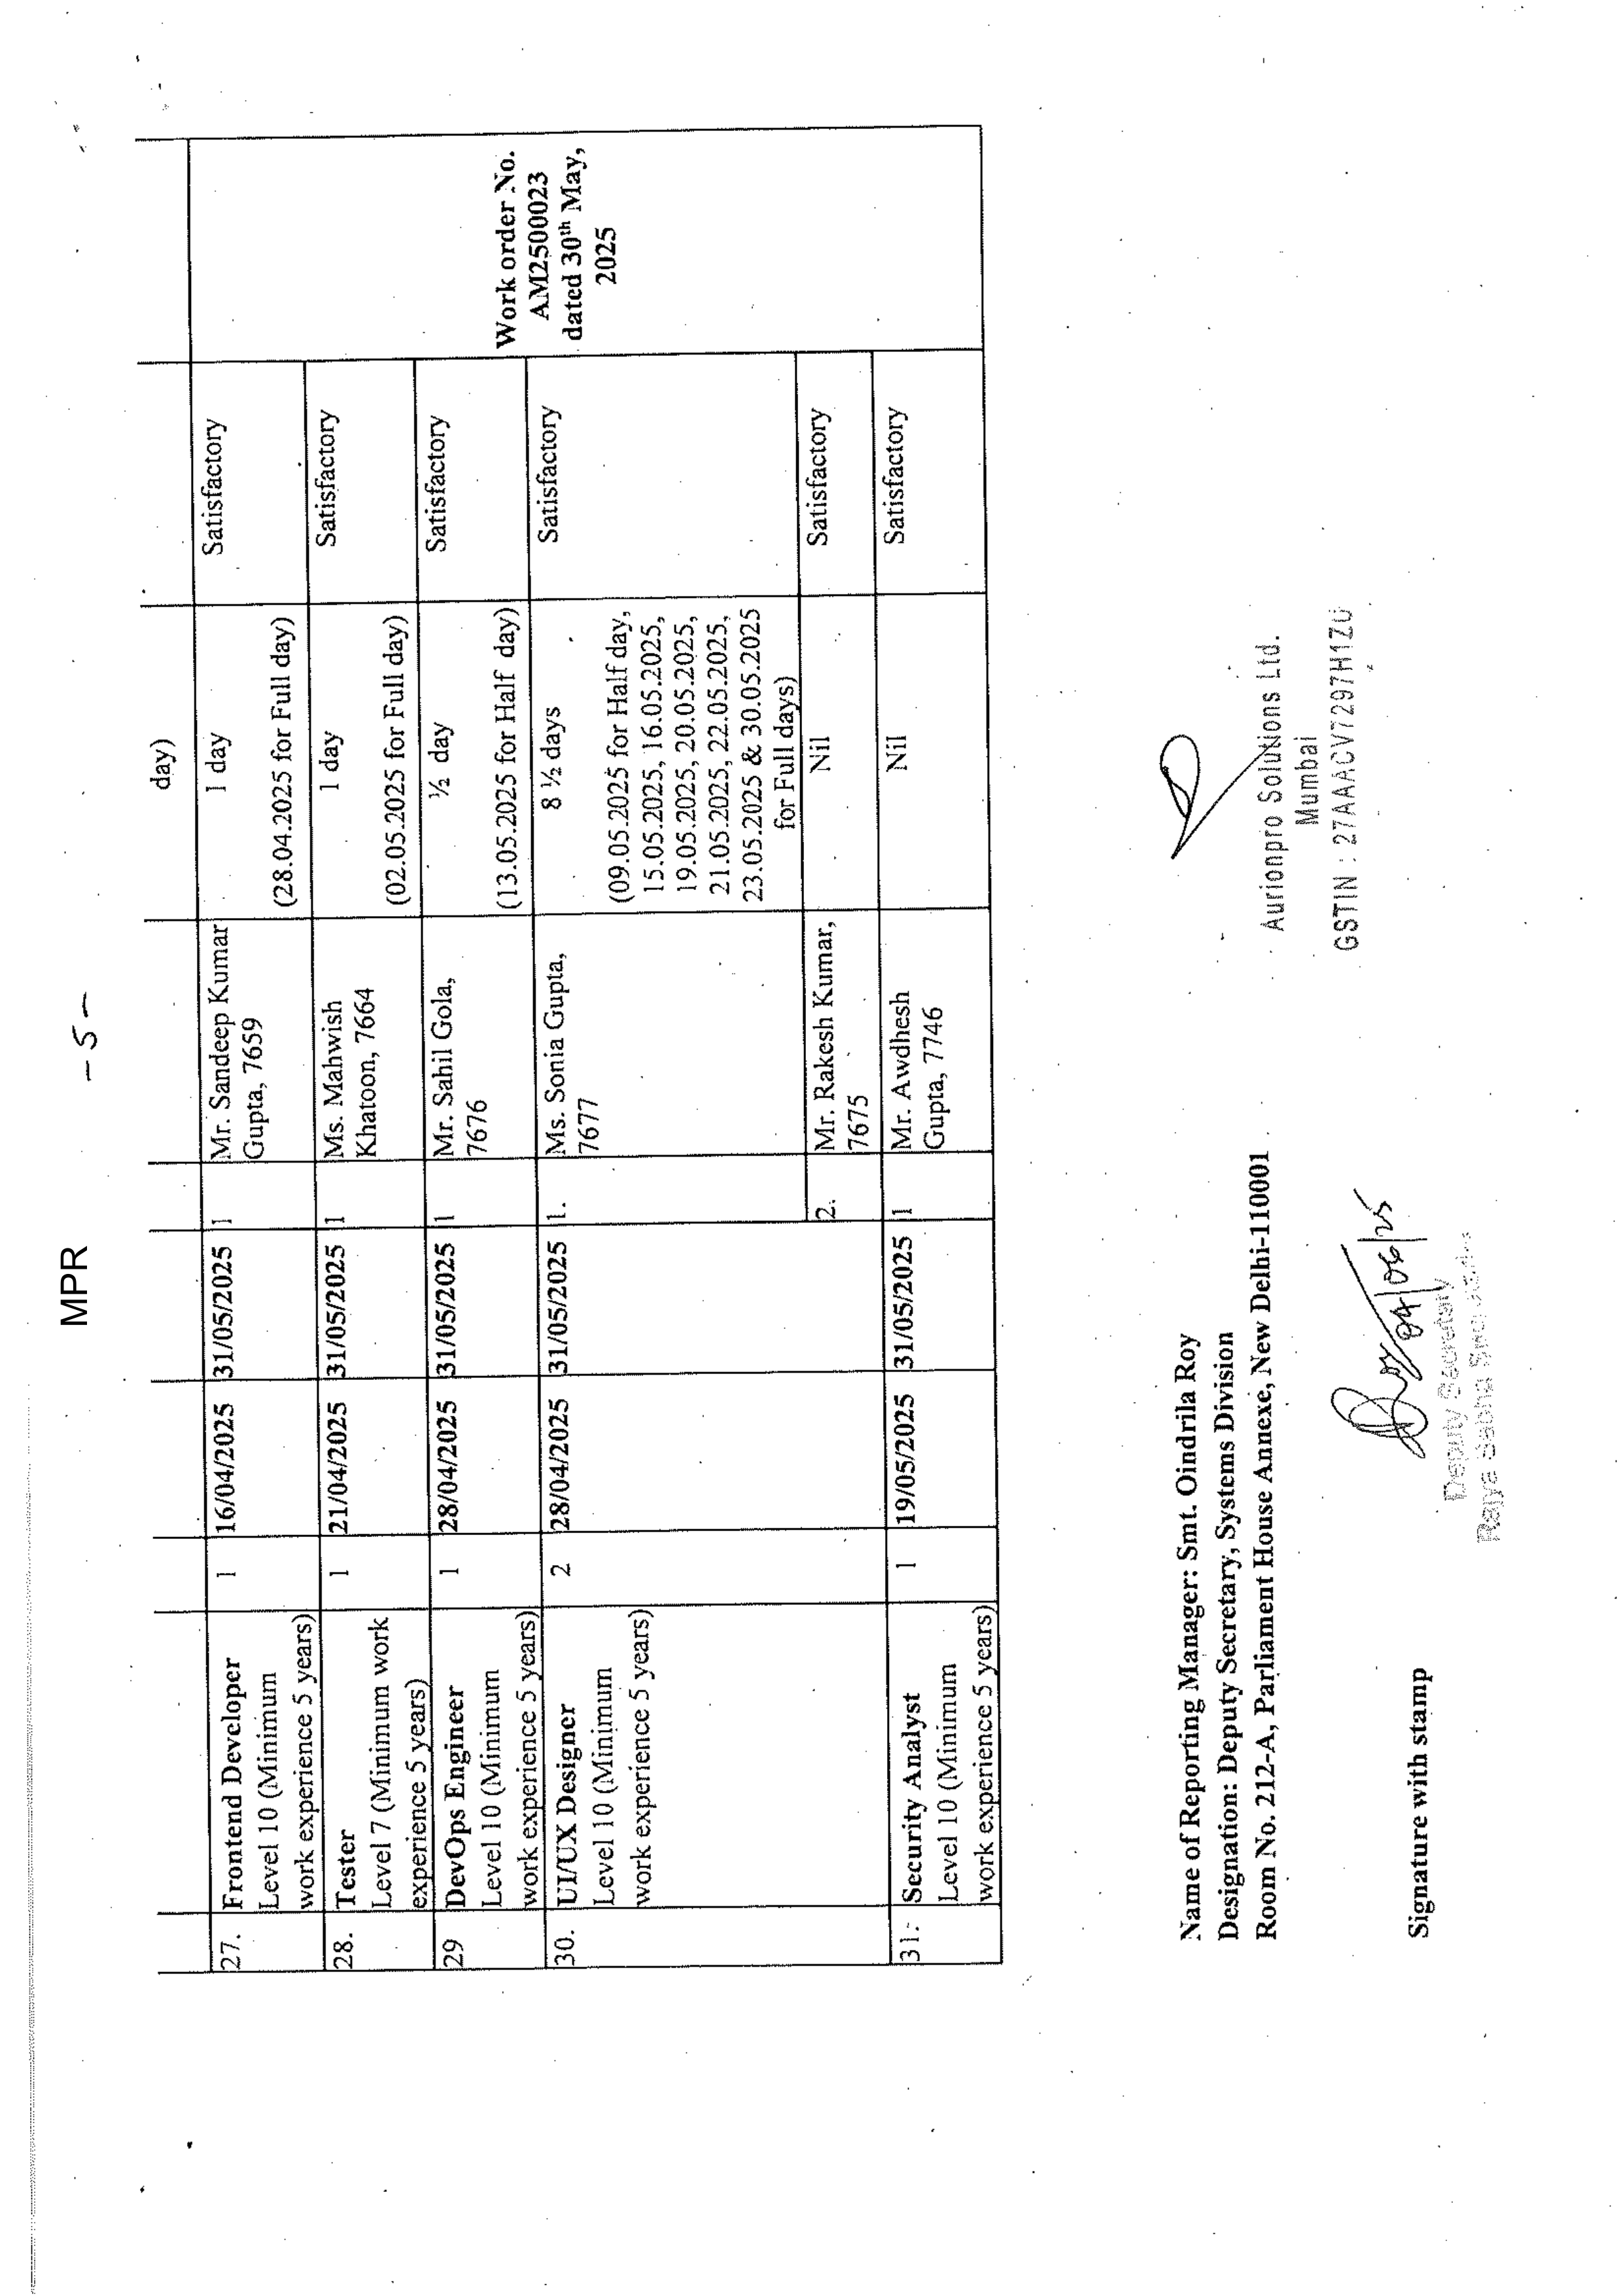 MPR
- 5 -
day)
27. Frontend Developer
Level 10 (Minimum
work experience 5 years)
1
16/04/2025
31/05/2025
1
Mr. Sandeep Kumar
Gupta, 7659
1 day
(28.04.2025 for Full day)
Satisfactory
28. Tester
Level 7 (Minimum work
experience 5 years)
1
21/04/2025
31/05/2025
1
Ms. Mahwish
Khatoon, 7664
1 day
(02.05.2025 for Full day)
Satisfactory
29 DevOps Engineer
Level 10 (Minimum
work experience 5 years)
1
28/04/2025
31/05/2025
1
Mr. Sahil Gola,
7676
½ day
(13.05.2025 for Half day)
Satisfactory
30. UI/UX Designer
Level 10 (Minimum
work experience 5 years)
2
28/04/2025
31/05/2025
1.
Ms. Sonia Gupta,
7677
8 ½ days
(09.05.2025 for Half day,
15.05.2025, 16.05.2025,
19.05.2025, 20.05.2025,
21.05.2025, 22.05.2025,
23.05.2025 & 30.05.2025
for Full days)
Satisfactory
2.
Mr. Rakesh Kumar,
7675
Nil
Satisfactory
31. Security Analyst
Level 10 (Minimum
work experience 5 years)
1
19/05/2025
31/05/2025
1
Mr. Awdhesh
Gupta, 7746
Nil
Satisfactory
Work order No.
AM2500023
dated 30th May,
2025
Name of Reporting Manager: Smt. Oindrila Roy
Designation: Deputy Secretary, Systems Division
Room No. 212-A, Parliament House Annexe, New Delhi-110001
Aurionpro Solutions Ltd.
Mumbai
GSTIN : 27AAACV7297H1ZU
Signature with stamp
04/06/25
Deputy Secretary
Rajya Sabha